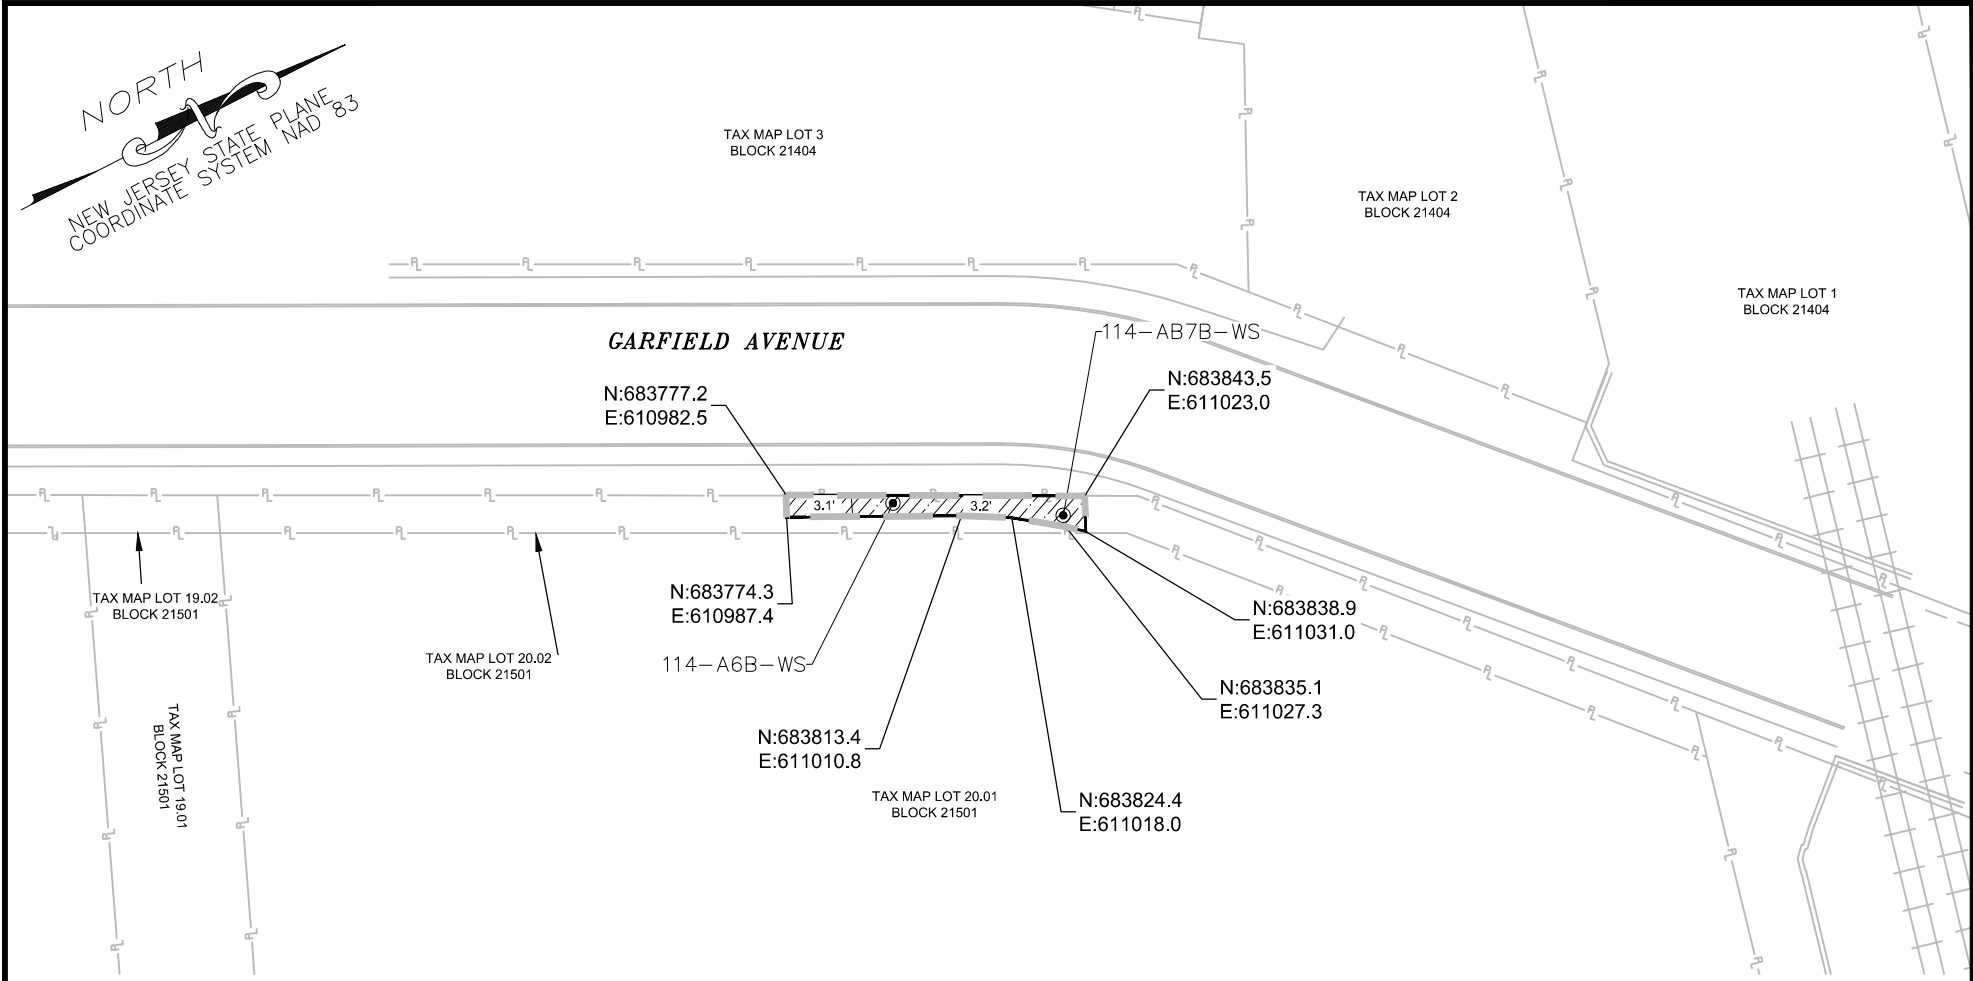 NORTH
NEW JERSEY STATE PLANE
COORDINATE SYSTEM NAD 83
TAX MAP LOT 3
BLOCK 21404
TAX MAP LOT 2
BLOCK 21404
TAX MAP LOT 1
BLOCK 21404
GARFIELD AVENUE
114-AB7B-WS
N:683777.2
E:610982.5
N:683843.5
E:611023.0
3.1'
3.2'
N:683774.3
E:610987.4
114-A6B-WS
N:683838.9
E:611031.0
N:683835.1
E:611027.3
N:683813.4
E:611010.8
N:683824.4
E:611018.0
TAX MAP LOT 19.02
BLOCK 21501
TAX MAP LOT 20.02
BLOCK 21501
TAX MAP LOT 19.01
BLOCK 21501
TAX MAP LOT 20.01
BLOCK 21501